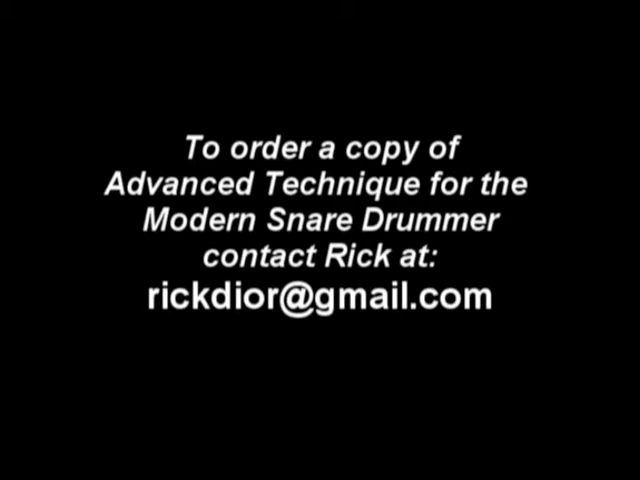 To order a copy of
Advanced Technique for the
Modern Snare Drummer
contact Rick at:
rickdior@gmail.com